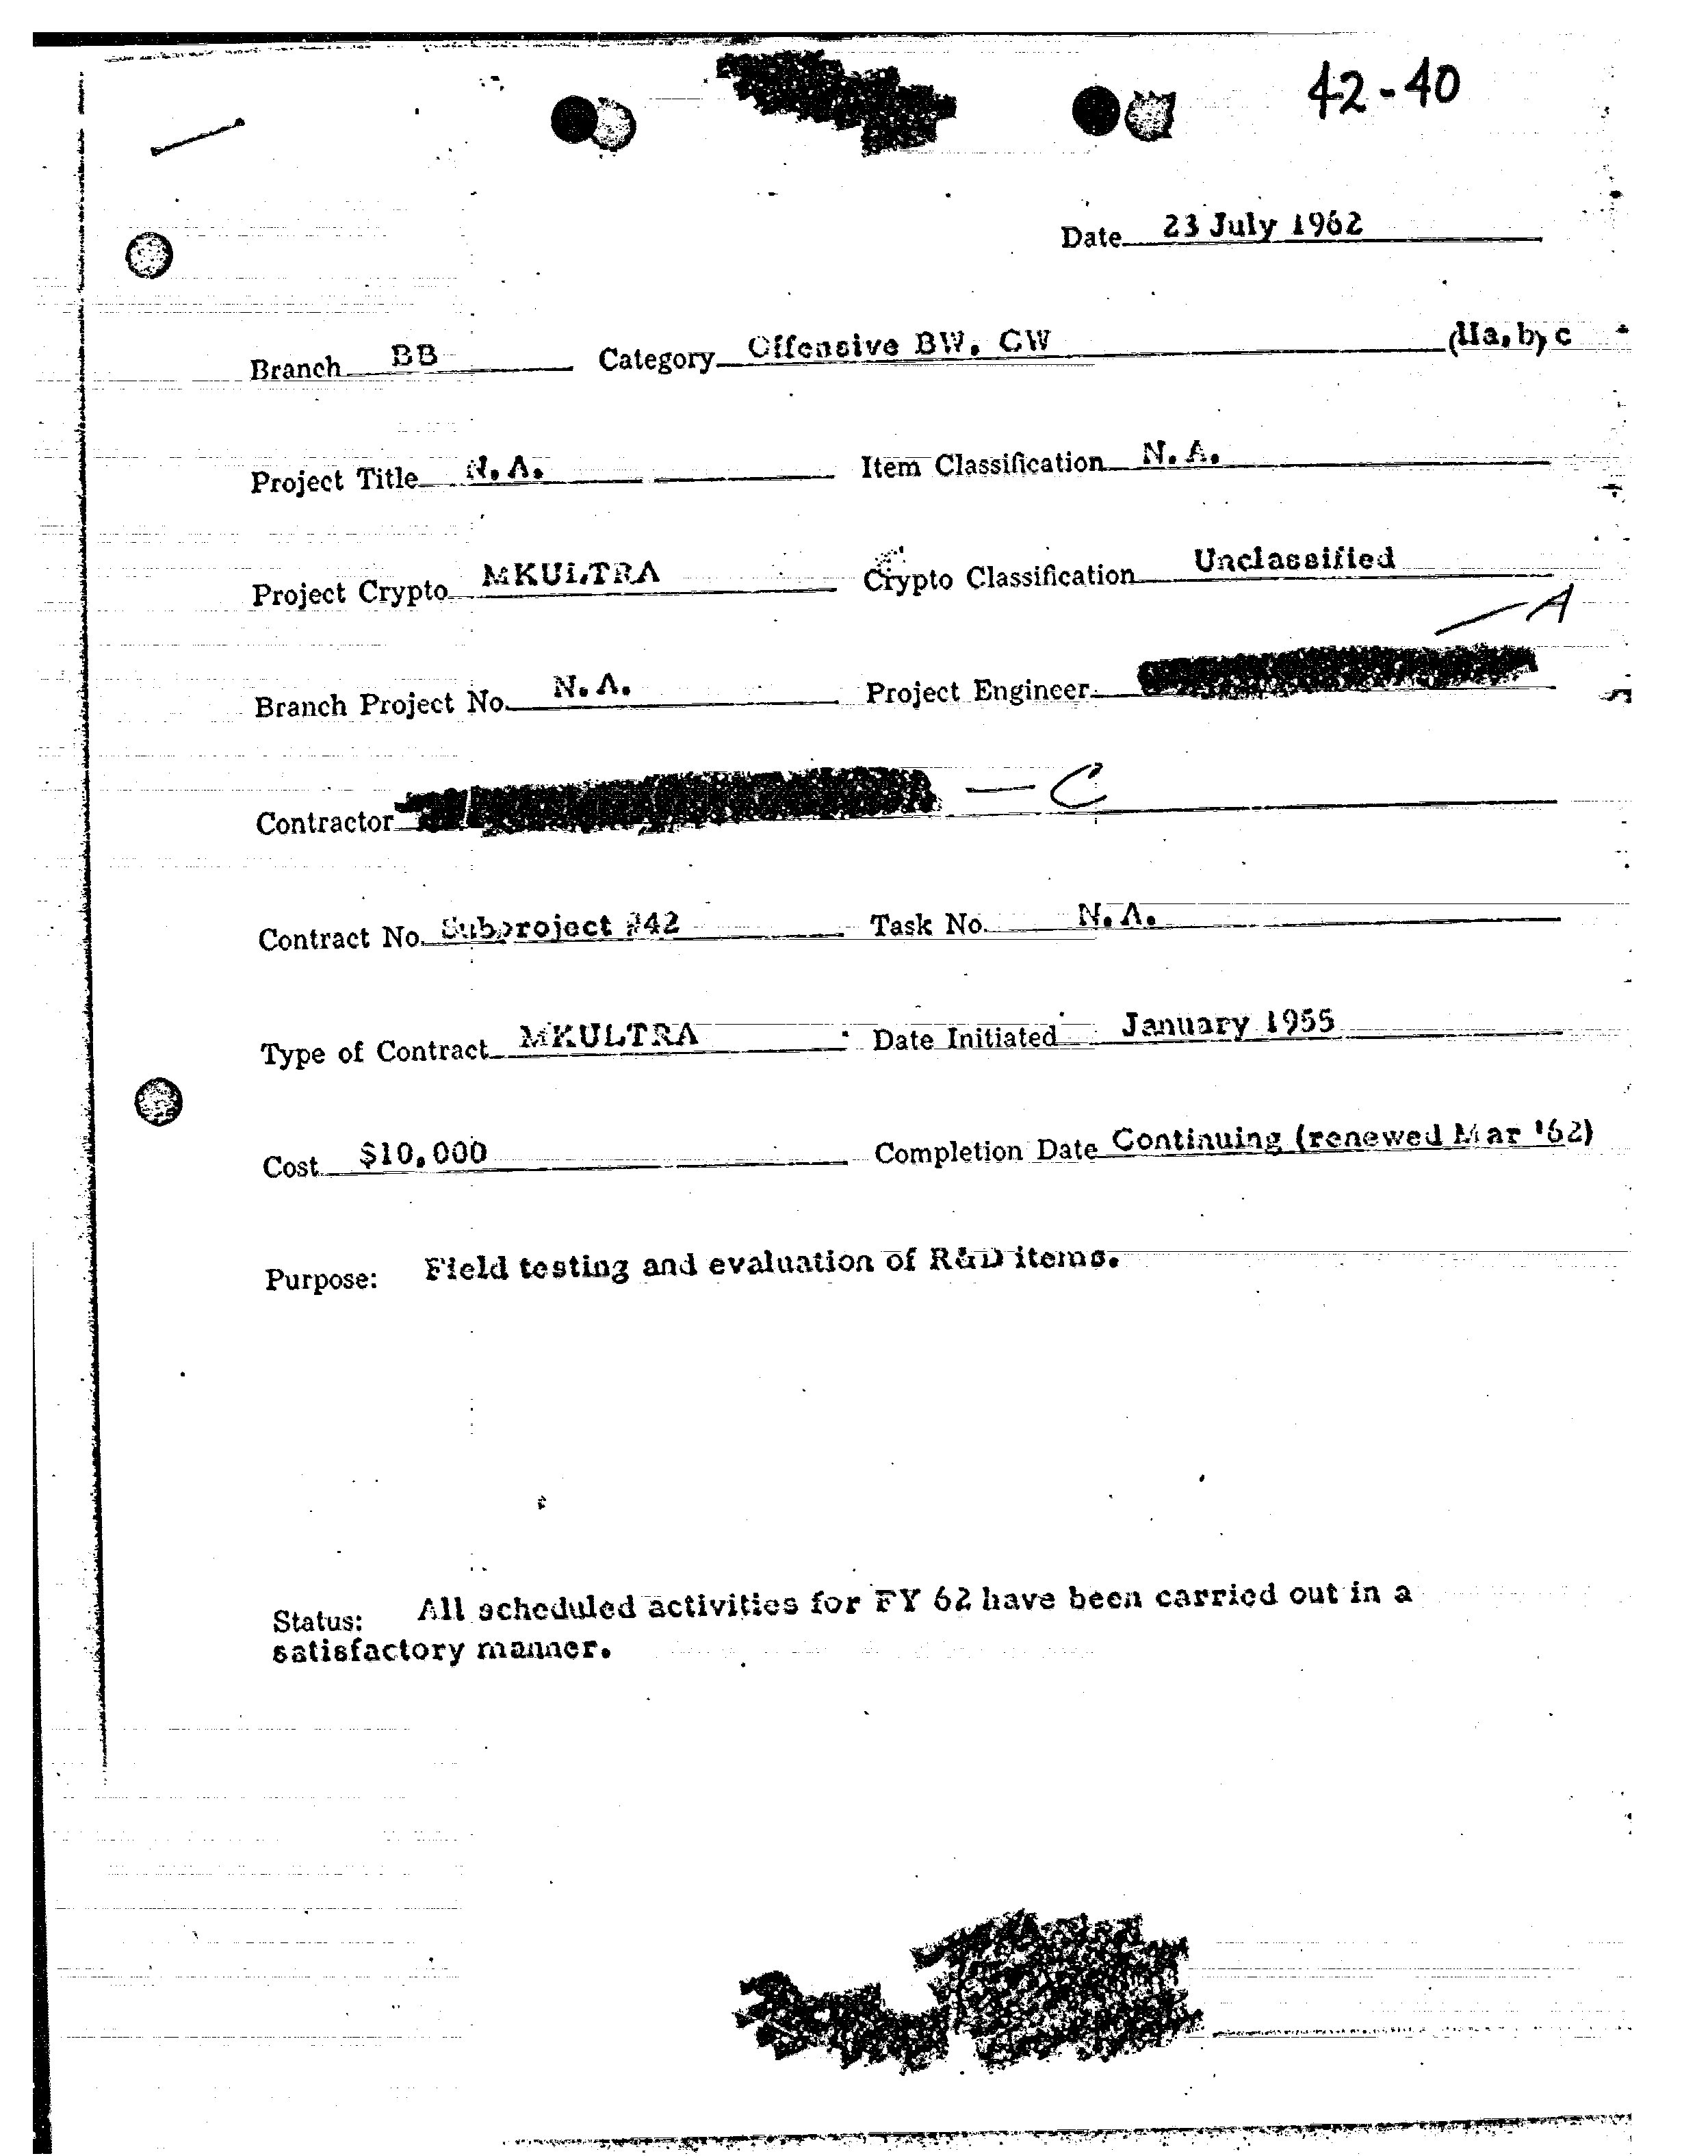 42-40
Date 23 July 1962
Branch BB Category Offensive BW, CW (IIa, b, c
Project Title N. A. Item Classification N. A.
Project Crypto MKULTRA Crypto Classification Unclassified
A
Branch Project No. N. A. Project Engineer
Contractor — C
Contract No. Subproject #42 Task No. N. A.
Type of Contract MKULTRA Date Initiated January 1955
Cost $10,000 Completion Date Continuing (renewed Mar '62)
Purpose: Field testing and evaluation of R&D items.
Status: All scheduled activities for FY 62 have been carried out in a
satisfactory manner.